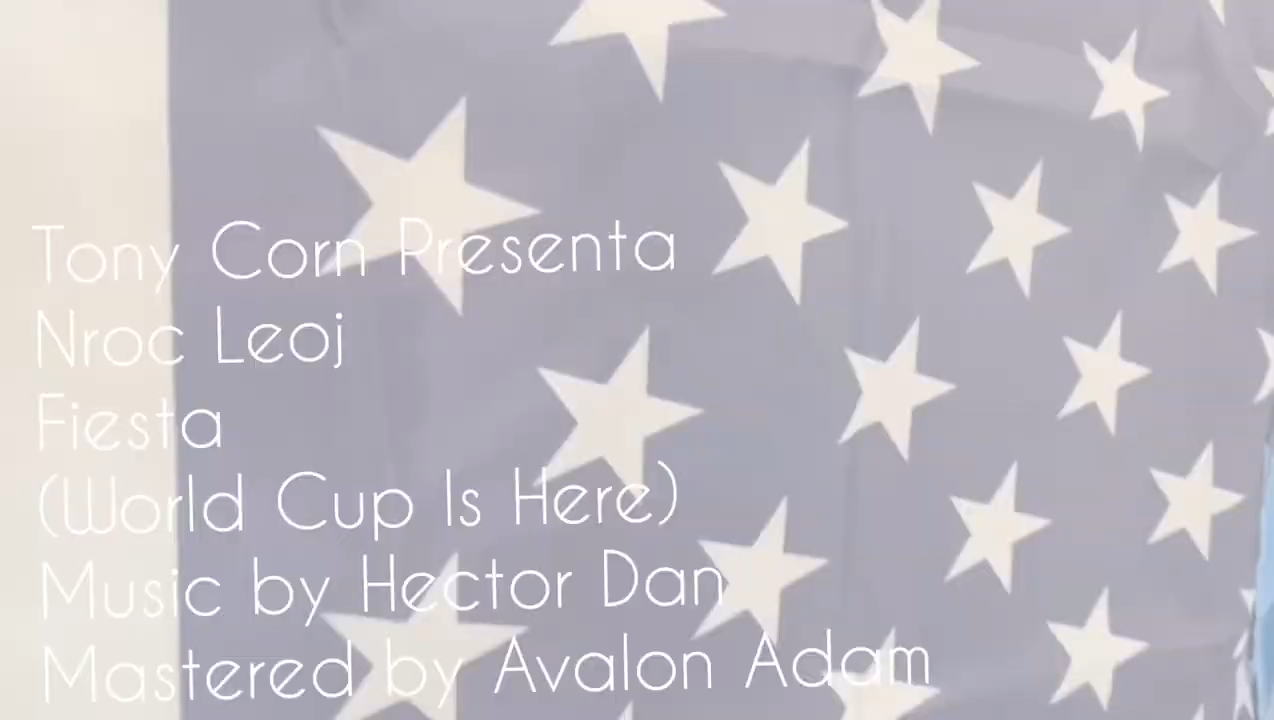 Tony Corn Presenta
Nroc Leoj
Fiesta
(World Cup Is Here)
Music by Hector Dan
Mastered by Avalon Adam